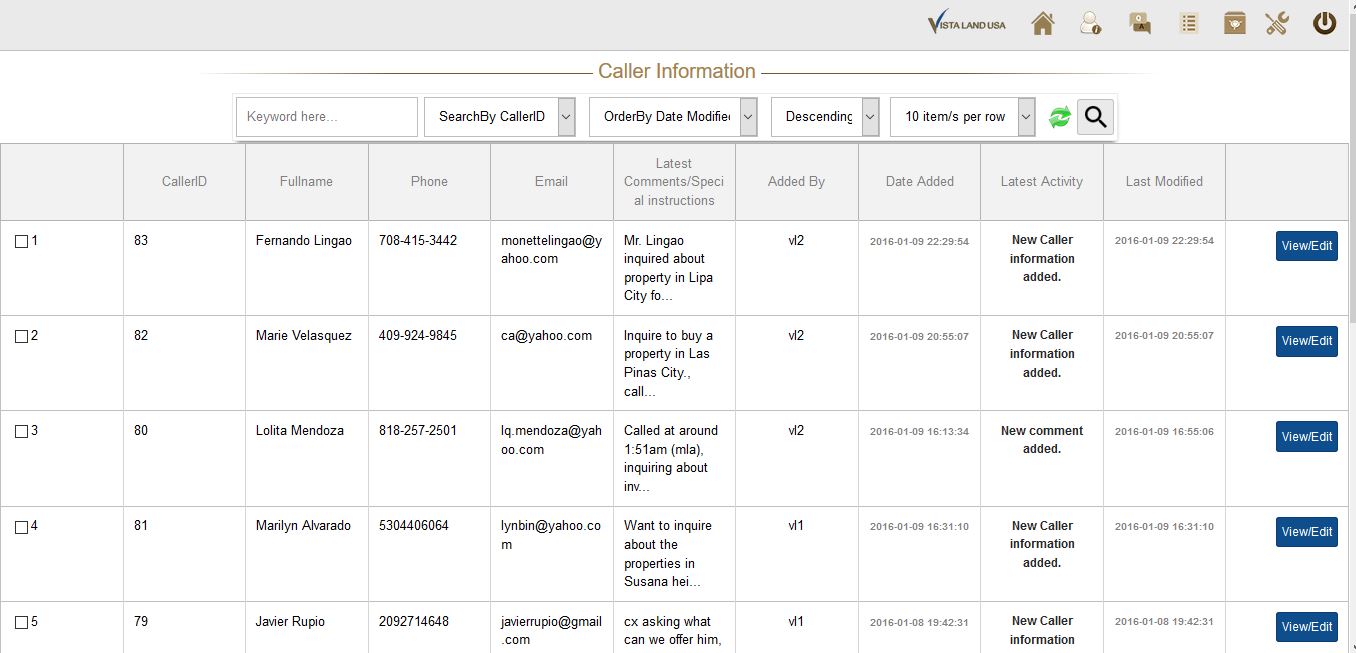 VISTA LAND USA
Q
A
Caller Information
Keyword here...
SearchBy CallerID
OrderBy Date Modifie
Descending
10 item/s per row
CallerID
Fullname
Phone
Email
Latest
Comments/Speci
al instructions
Added By
Date Added
Latest Activity
Last Modified
1
83
Fernando Lingao
708-415-3442
monettelingao@y
ahoo.com
Mr. Lingao
inquired about
property in Lipa
City fo...
vl2
2016-01-09 22:29:54
New Caller
information
added.
2016-01-09 22:29:54
View/Edit
2
82
Marie Velasquez
409-924-9845
ca@yahoo.com
Inquire to buy a
property in Las
Pinas City.,
call...
vl2
2016-01-09 20:55:07
New Caller
information
added.
2016-01-09 20:55:07
View/Edit
3
80
Lolita Mendoza
818-257-2501
lq.mendoza@yah
oo.com
Called at around
1:51am (mla),
inquiring about
inv...
vl2
2016-01-09 16:13:34
New comment
added.
2016-01-09 16:55:06
View/Edit
4
81
Marilyn Alvarado
5304406064
lynbin@yahoo.co
m
Want to inquire
about the
properties in
Susana hei...
vl1
2016-01-09 16:31:10
New Caller
information
added.
2016-01-09 16:31:10
View/Edit
5
79
Javier Rupio
2092714648
javierrupio@gmail
.com
cx asking what
can we offer him,
vl1
2016-01-08 19:42:31
New Caller
information
2016-01-08 19:42:31
View/Edit